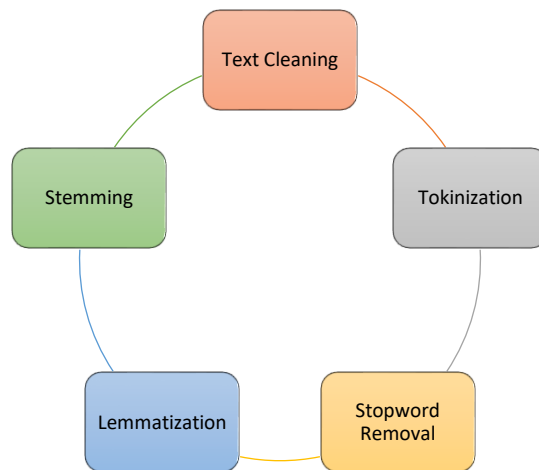 Text Cleaning
Tokinization
Stopword
Removal
Lemmatization
Stemming